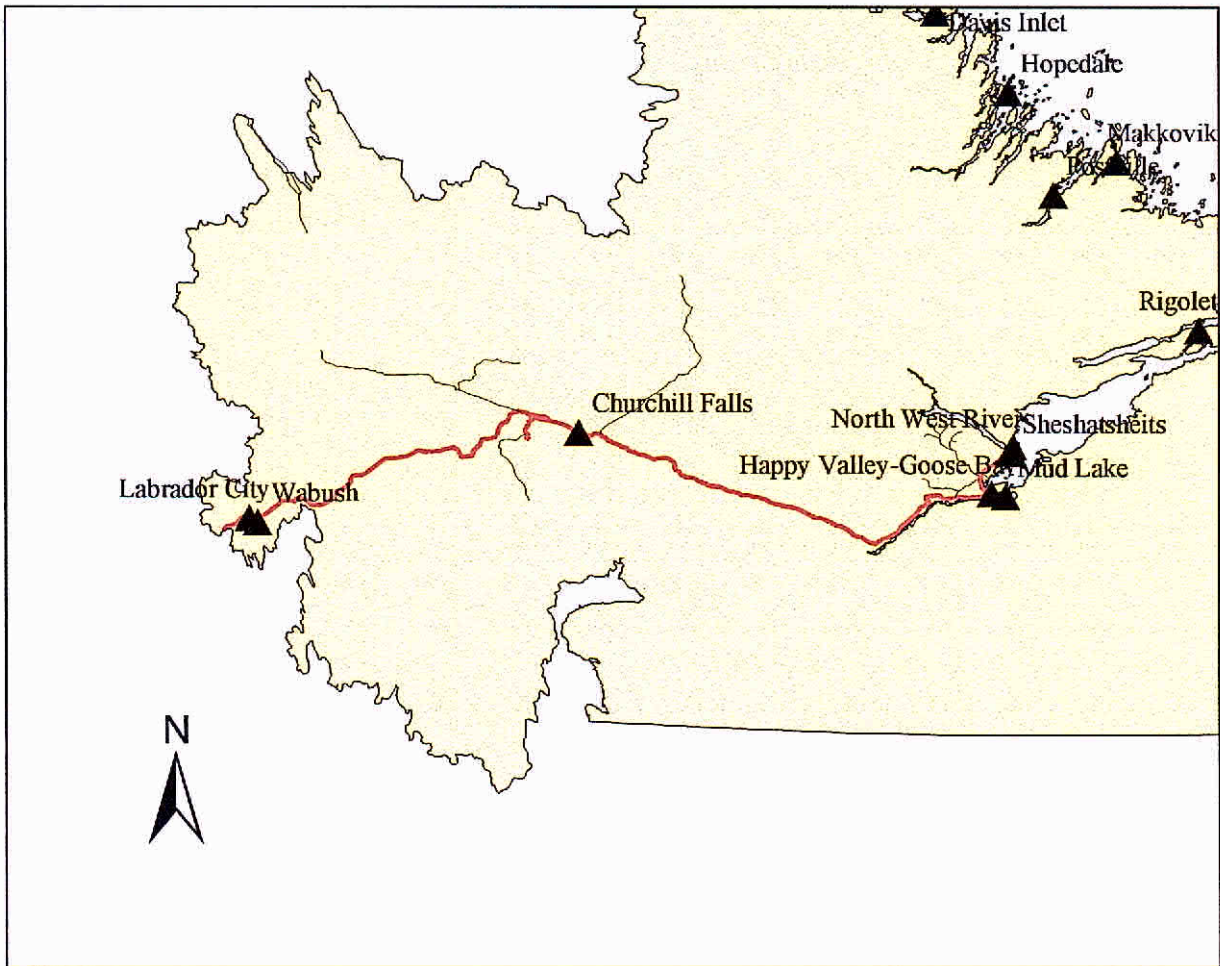 Davis Inlet
Hopedale
Makkovik
Postville
Rigolet
Churchill Falls
North West River
Sheshatsheits
Happy Valley-Goose Bay
Mud Lake
Labrador City
Wabush
N